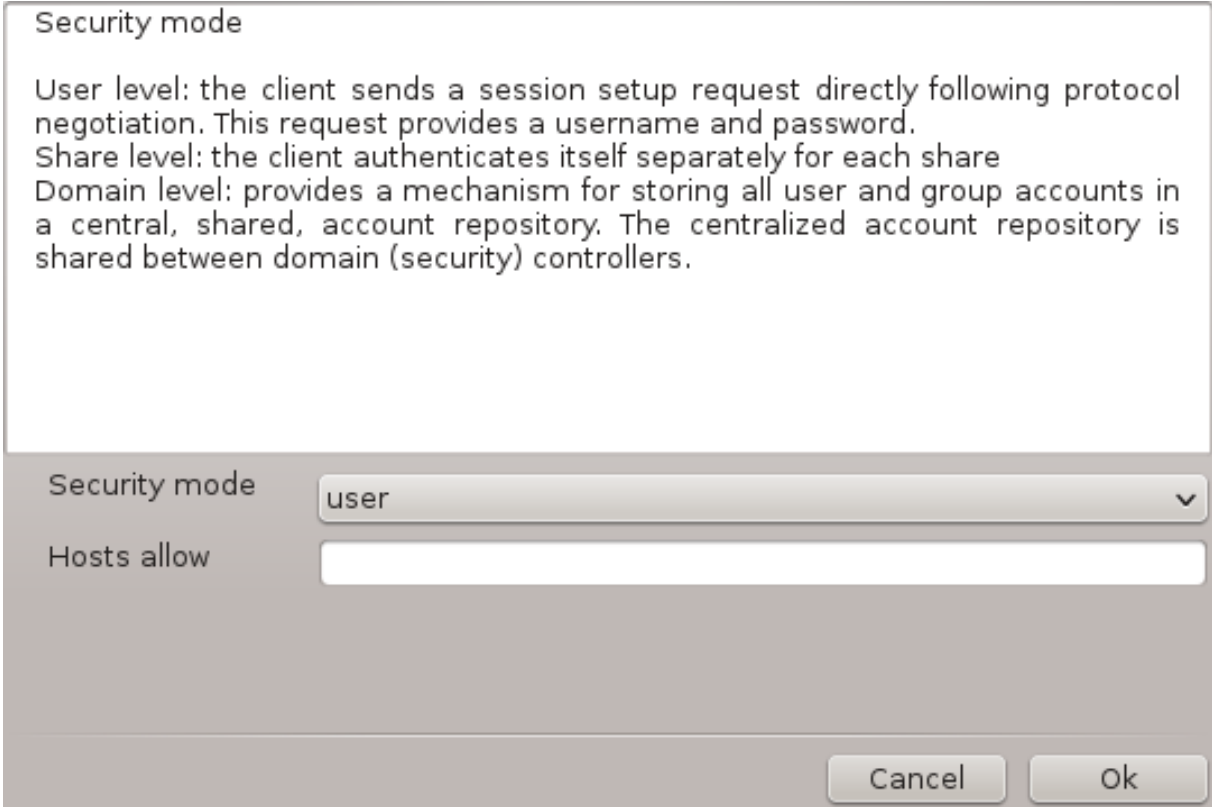 Security mode
User level: the client sends a session setup request directly following protocol
negotiation. This request provides a username and password.
Share level: the client authenticates itself separately for each share
Domain level: provides a mechanism for storing all user and group accounts in
a central, shared, account repository. The centralized account repository is
shared between domain (security) controllers.
Security mode
user
Hosts allow
Cancel
Ok